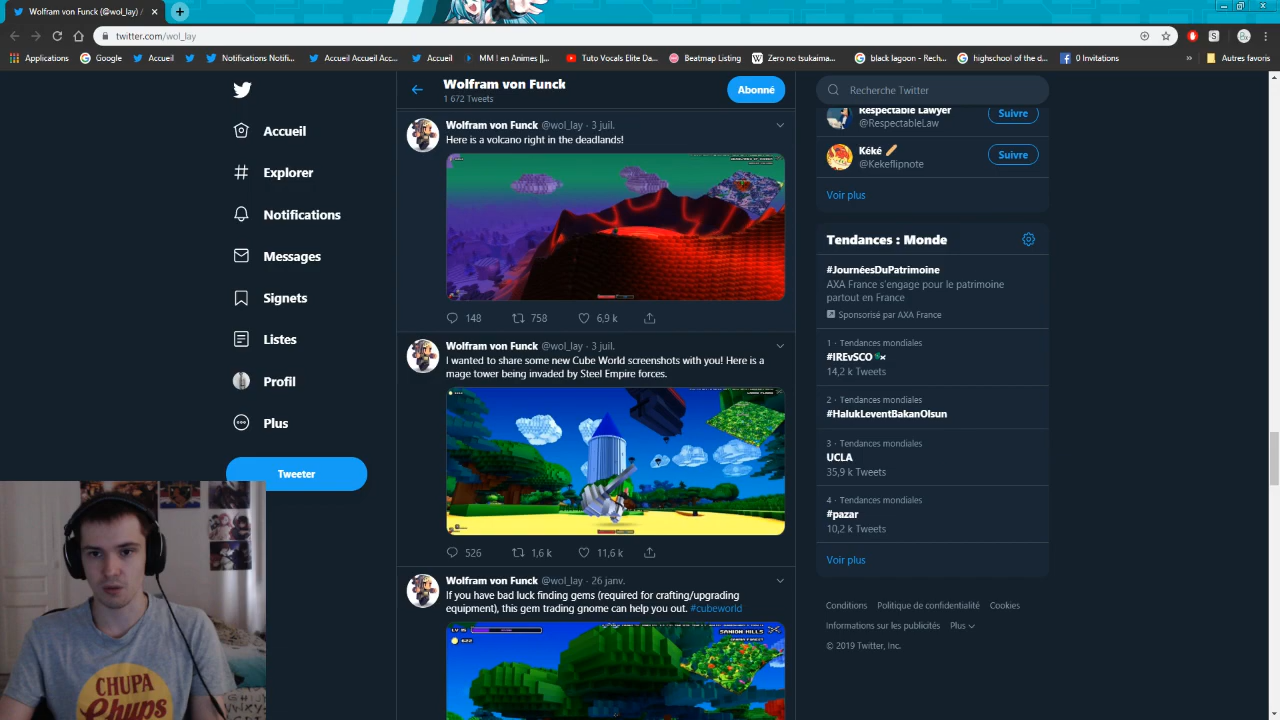 Wolfram von Funck (@wol_lay) /
twitter.com/wol_lay
Applications
Google
Accueil
Notifications Notifi...
Accueil Accueil Acc...
Accueil
MM ! en Animes ||...
Tuto Vocals Elite Da...
Beatmap Listing
Zero no tsukaima...
black lagoon - Rech...
highschool of the d...
0 Invitations
»
Autres favoris
Accueil
Explorer
Notifications
Messages
Signets
Listes
Profil
Plus
Tweeter
Wolfram von Funck
1 672 Tweets
Abonné
Wolfram von Funck @wol_lay · 3 juil.
Here is a volcano right in the deadlands!
148 758 6,9 k
Wolfram von Funck @wol_lay · 3 juil.
I wanted to share some new Cube World screenshots with you! Here is a
mage tower being invaded by Steel Empire forces.
526 1,6 k 11,6 k
Wolfram von Funck @wol_lay · 26 janv.
If you have bad luck finding gems (required for crafting/upgrading
equipment), this gem trading gnome can help you out. #cubeworld
SANION HILLS
Recherche Twitter
Respectable Lawyer
@RespectableLaw
Suivre
Kéké
@Kekeflipnote
Suivre
Voir plus
Tendances : Monde
#JournéesDuPatrimoine
AXA France s'engage pour le patrimoine
partout en France
Sponsorisé par AXA France
1 · Tendances mondiales
#IREvSCO
14,2 k Tweets
2 · Tendances mondiales
#HalukLeventBakanOlsun
3 · Tendances mondiales
UCLA
35,9 k Tweets
4 · Tendances mondiales
#pazar
10,2 k Tweets
Voir plus
Conditions Politique de confidentialité Cookies
Informations sur les publicités Plus
© 2019 Twitter, Inc.
CHUPA
Chups